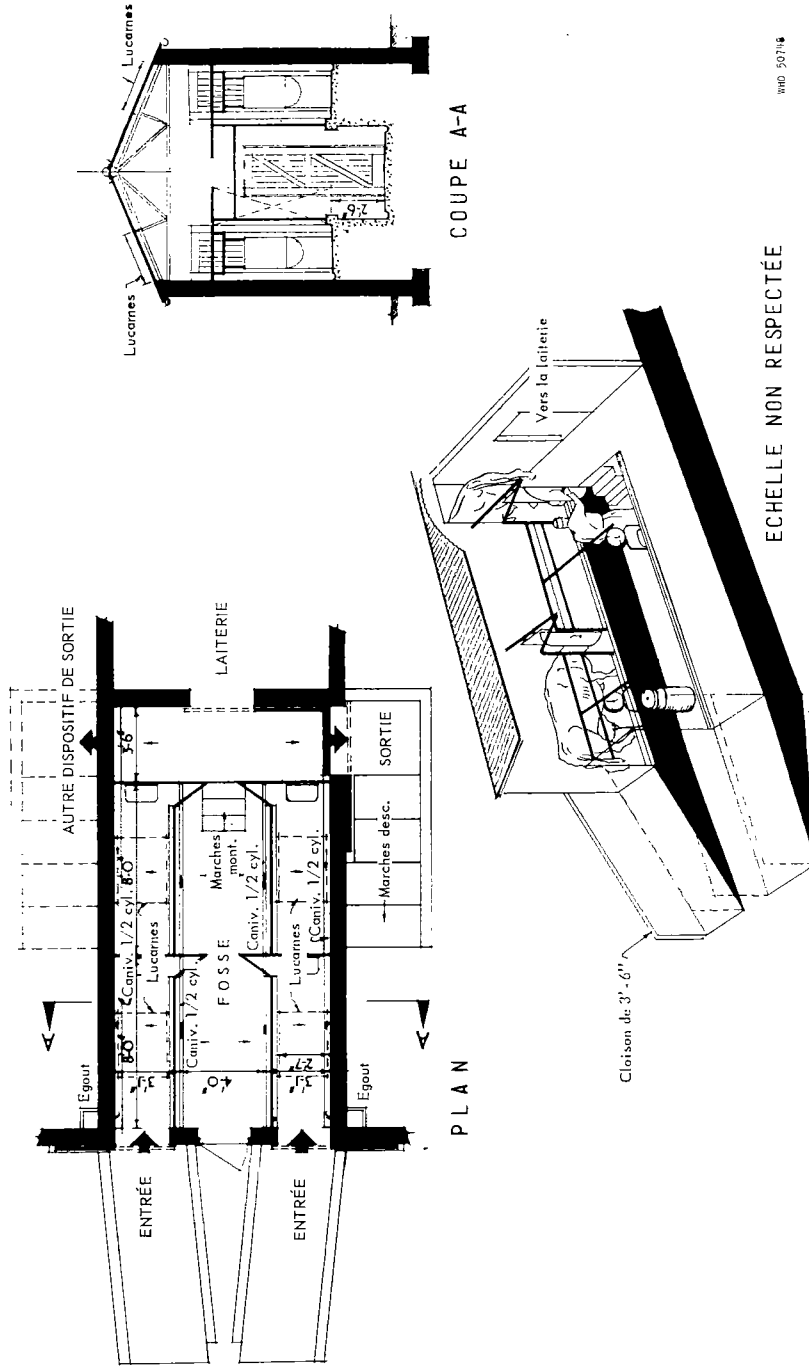 AUTRE DISPOSITIF DE SORTIE
LAITERIE
SORTIE
Marches desc.
Marches
mont.
3'-6"
8'-0"
8'-0"
Caniv. 1/2 cyl.
Caniv. 1/2 cyl.
Caniv. 1/2 cyl.
Caniv. 1/2 cyl.
Lucarnes
Lucarnes
FOSSE
3'-1"
4'-0"
2'-7"
3'-1"
Egout
Egout
ENTRÉE
ENTRÉE
A
A
PLAN
Lucarnes
Lucarnes
2'-6"
COUPE A-A
Vers la laiterie
Cloison de 3' - 6"
ECHELLE NON RESPECTÉE
WHO 50748